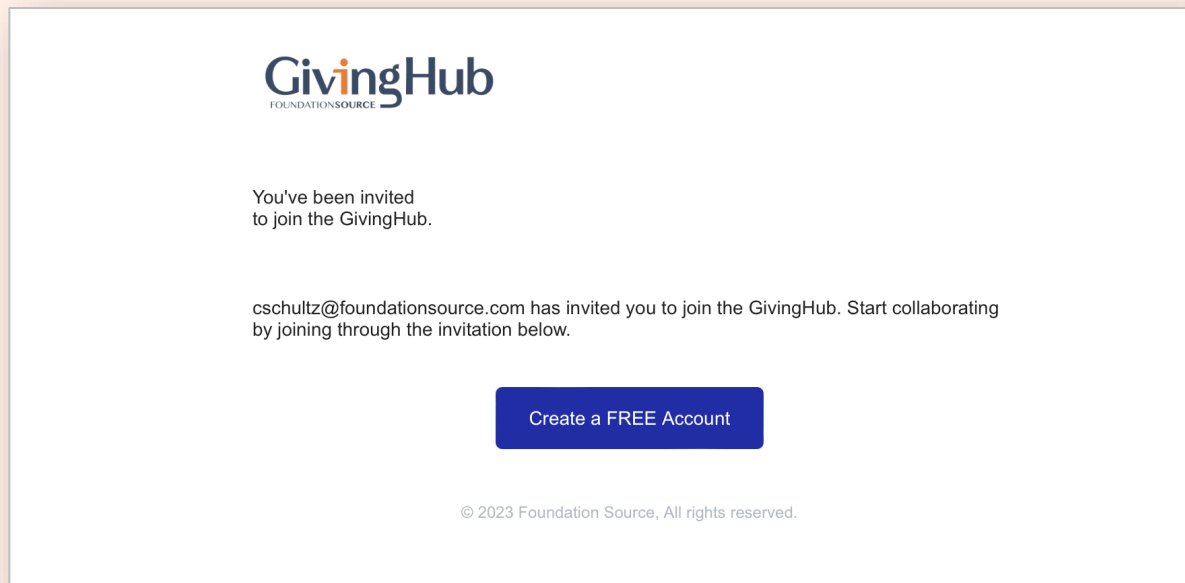 GivingHub
FOUNDATIONSOURCE
You've been invited
to join the GivingHub.
cschultz@foundationsource.com has invited you to join the GivingHub. Start collaborating
by joining through the invitation below.
Create a FREE Account
© 2023 Foundation Source, All rights reserved.